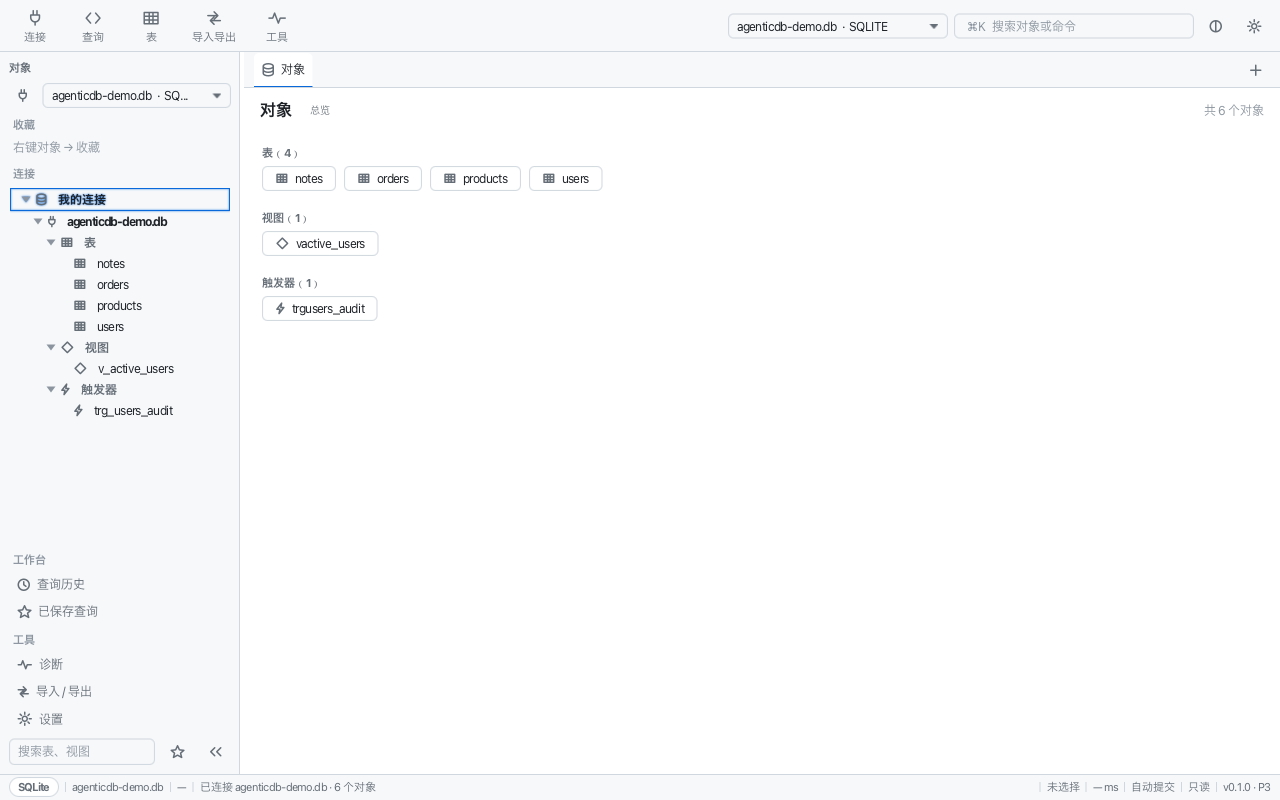 连接
查询
表
导入导出
工具
agenticdb-demo.db · SQLITE
⌘K 搜索对象或命令
对象
agenticdb-demo.db · SQ...
收藏
右键对象 → 收藏
连接
我的连接
agenticdb-demo.db
表
notes
orders
products
users
视图
v_active_users
触发器
trg_users_audit
工作台
查询历史
已保存查询
工具
诊断
导入 / 导出
设置
搜索表、视图
对象
对象 总览
共 6 个对象
表 ( 4 )
notes
orders
products
users
视图 ( 1 )
vactive_users
触发器 ( 1 )
trgusers_audit
SQLite
agenticdb-demo.db
—
已连接 agenticdb-demo.db · 6 个对象
未选择
— ms
自动提交
只读
v0.1.0 · P3